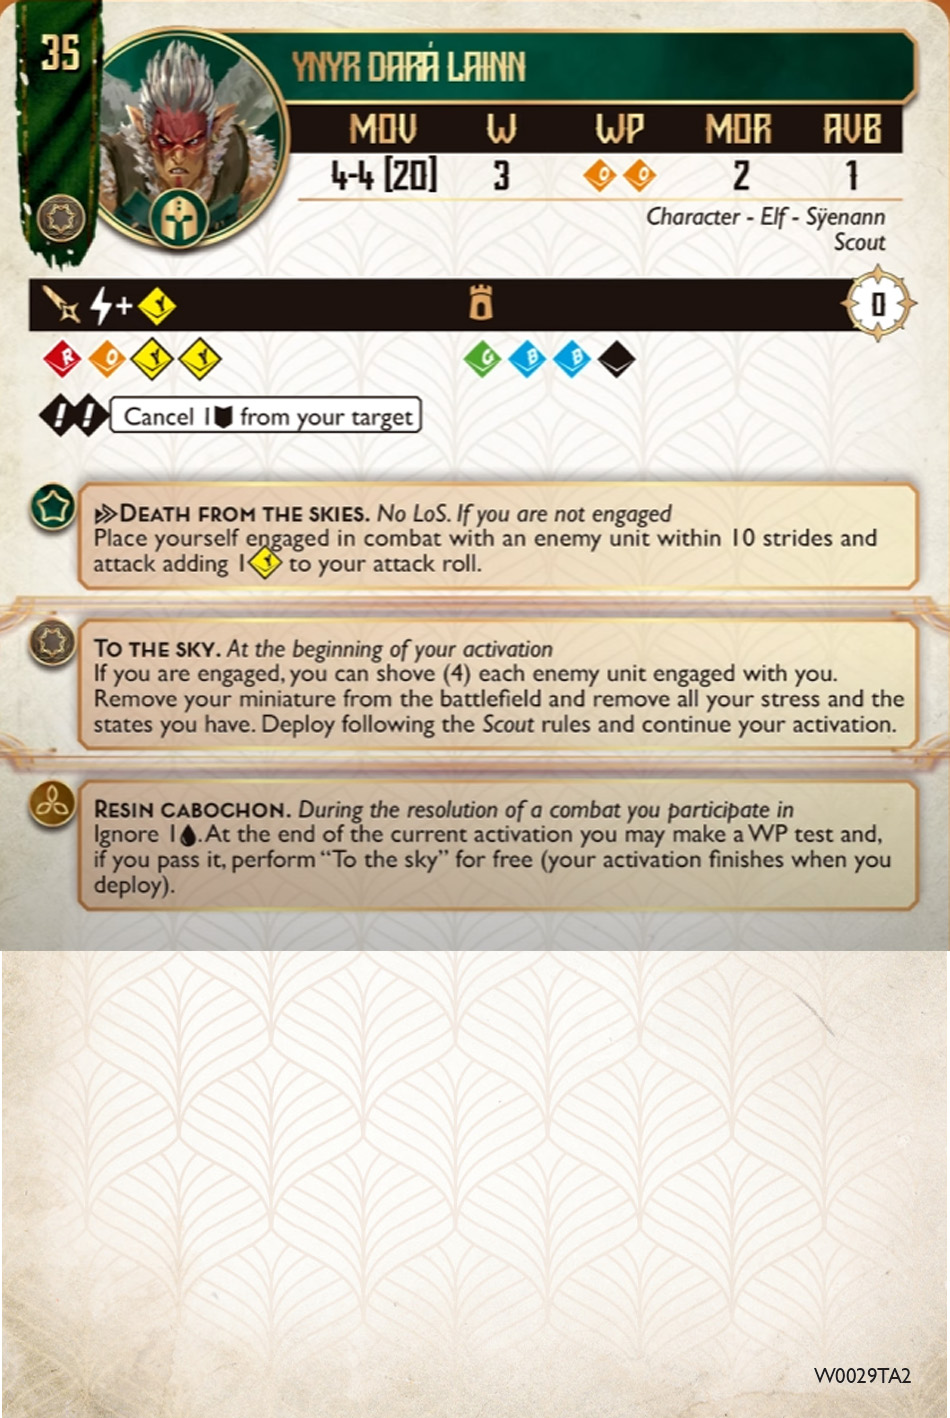 35
YNYR DARÁ LAINN
MOV W WP MOR AVB
4-4 [20] 3 O O 2 1
Character - Elf - Sÿenann
Scout
+ Y 0
R O Y Y G B B
! ! Cancel 1 from your target
DEATH FROM THE SKIES. No LoS. If you are not engaged
Place yourself engaged in combat with an enemy unit within 10 strides and
attack adding 1 Y to your attack roll.
TO THE SKY. At the beginning of your activation
If you are engaged, you can shove (4) each enemy unit engaged with you.
Remove your miniature from the battlefield and remove all your stress and the
states you have. Deploy following the Scout rules and continue your activation.
RESIN CABOCHON. During the resolution of a combat you participate in
Ignore 1. At the end of the current activation you may make a WP test and,
if you pass it, perform “To the sky” for free (your activation finishes when you
deploy).
W0029TA2